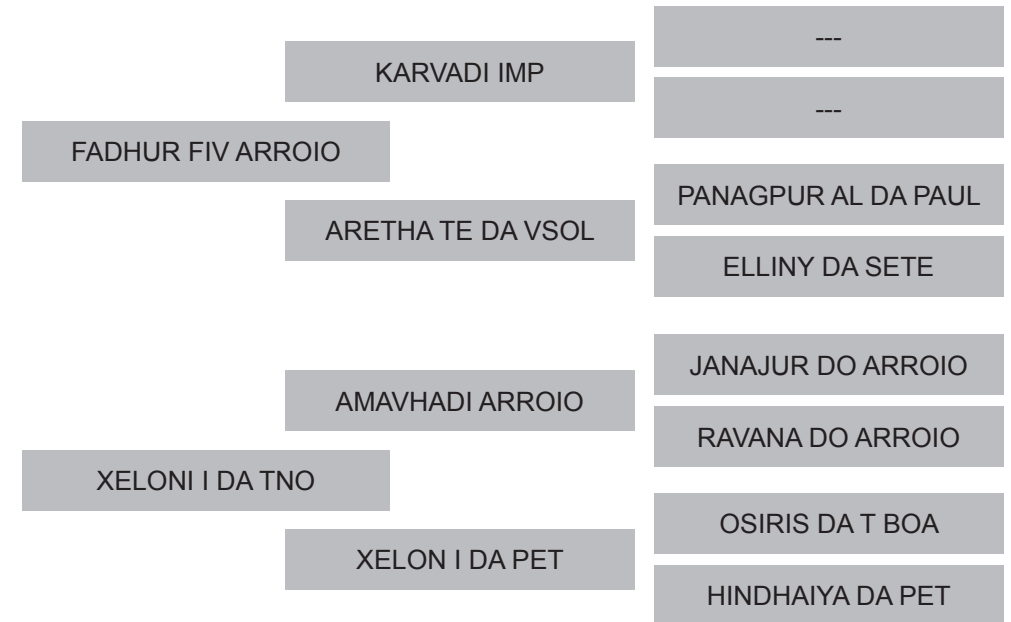 ---
KARVADI IMP
---
FADHUR FIV ARROIO
PANAGPUR AL DA PAUL
ARETHA TE DA VSOL
ELLINY DA SETE
JANAJUR DO ARROIO
AMAVHADI ARROIO
RAVANA DO ARROIO
XELONI I DA TNO
OSIRIS DA T BOA
XELON I DA PET
HINDHAIYA DA PET